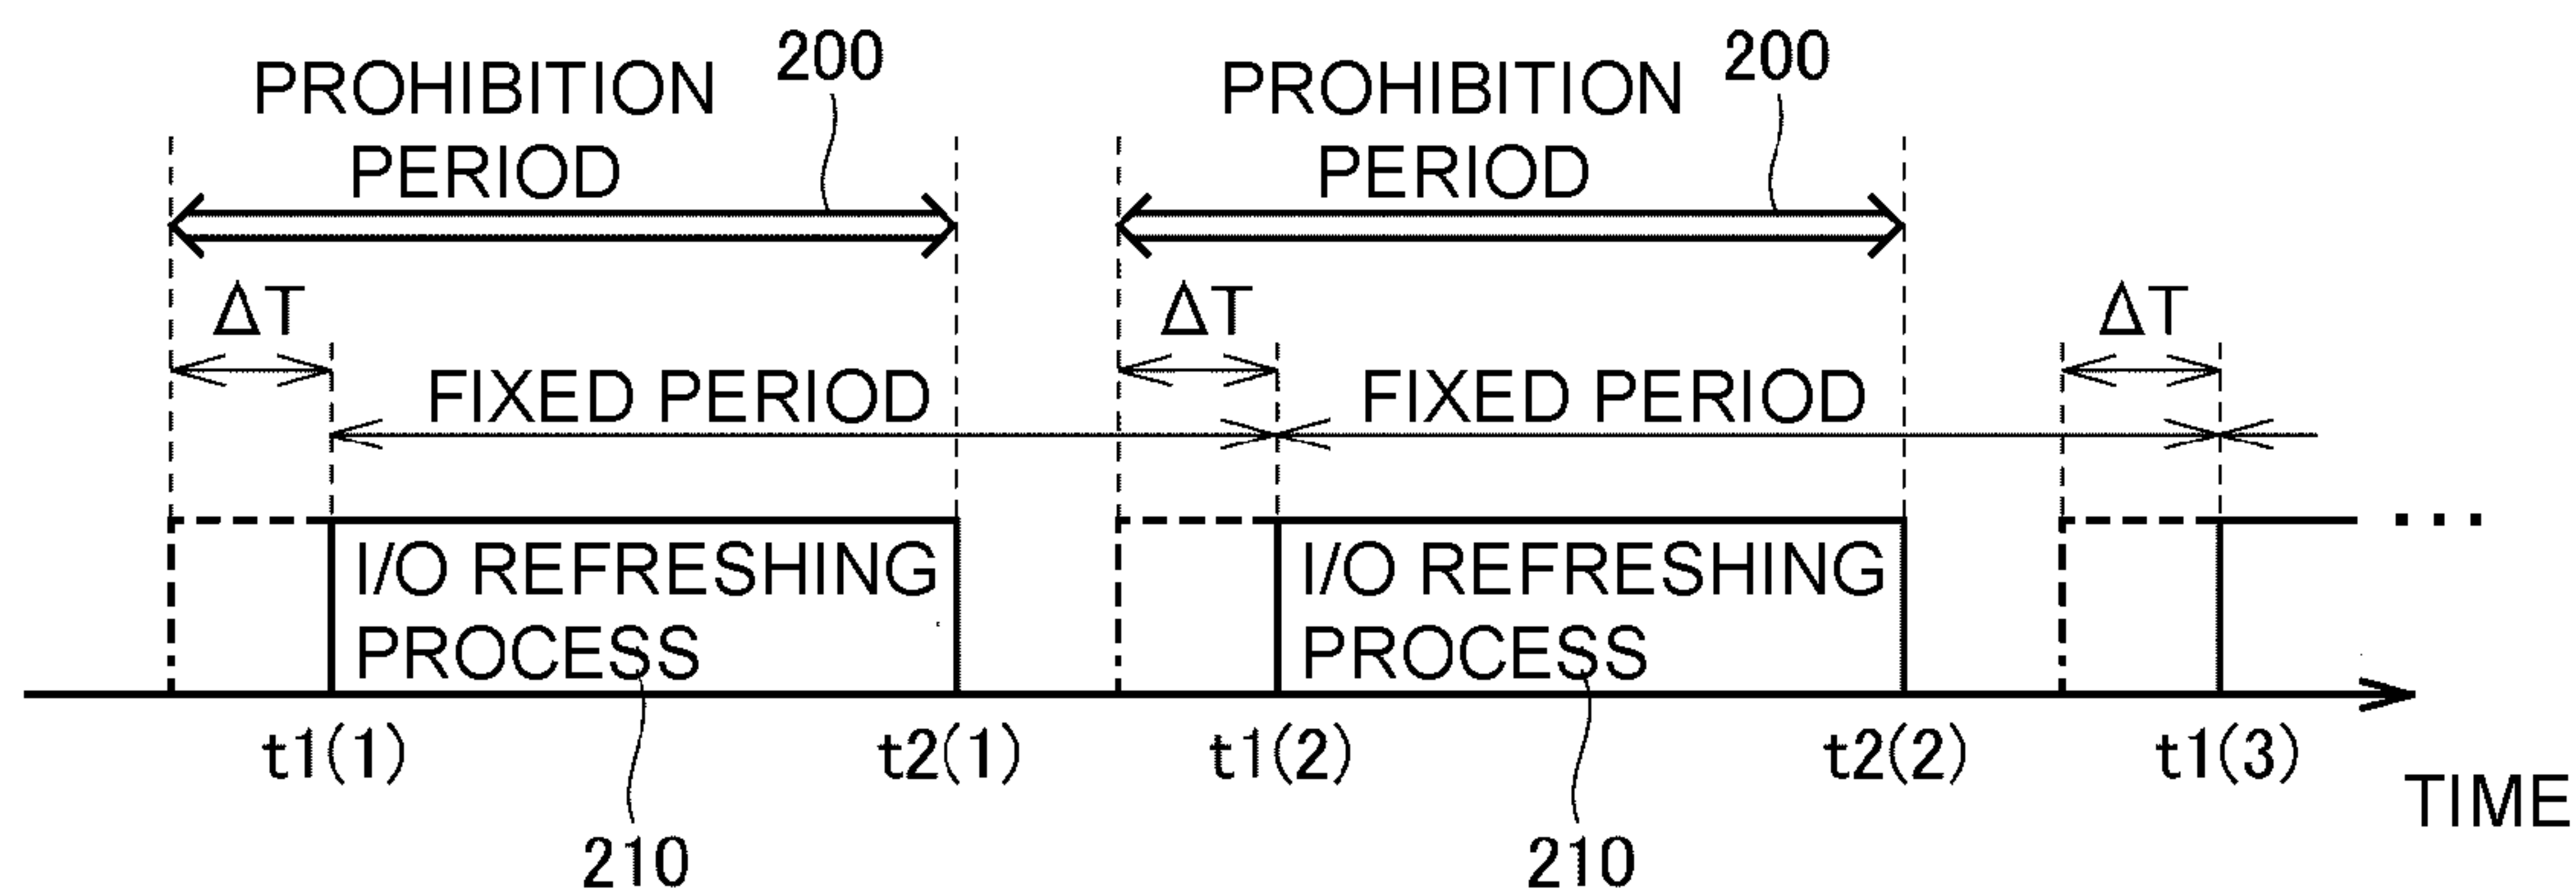 200
200
PROHIBITION
PERIOD
PROHIBITION
PERIOD
ΔT
ΔT
ΔT
FIXED PERIOD
FIXED PERIOD
I/O REFRESHING
PROCESS
I/O REFRESHING
PROCESS
...
t1(1)
t2(1)
t1(2)
t2(2)
t1(3)
TIME
210
210